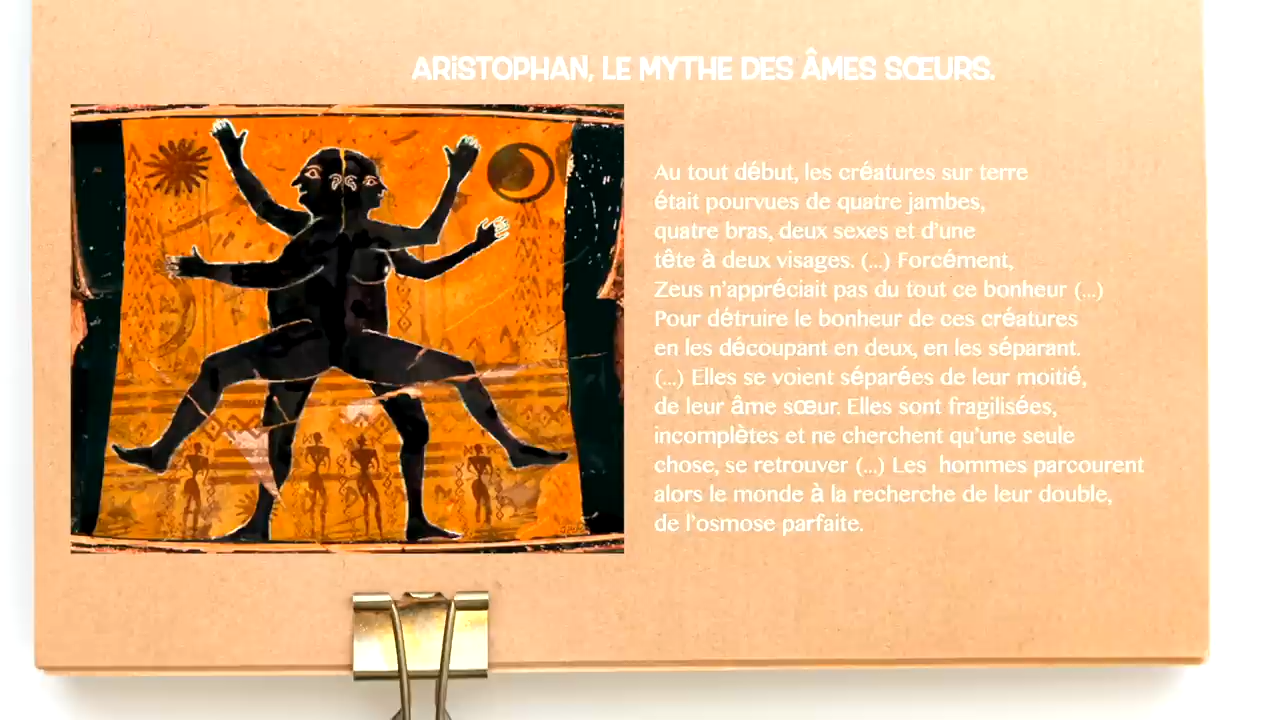 ARiSTOPHAN, LE MYTHE DES ÂMES SŒURS.
Au tout début, les créatures sur terre
était pourvues de quatre jambes,
quatre bras, deux sexes et d'une
tête à deux visages. (...) Forcément,
Zeus n'appréciait pas du tout ce bonheur (...)
Pour détruire le bonheur de ces créatures
en les découpant en deux, en les séparant.
(...) Elles se voient séparées de leur moitié,
de leur âme sœur. Elles sont fragilisées,
incomplètes et ne cherchent qu'une seule
chose, se retrouver (...) Les  hommes parcourent
alors le monde à la recherche de leur double,
de l'osmose parfaite.